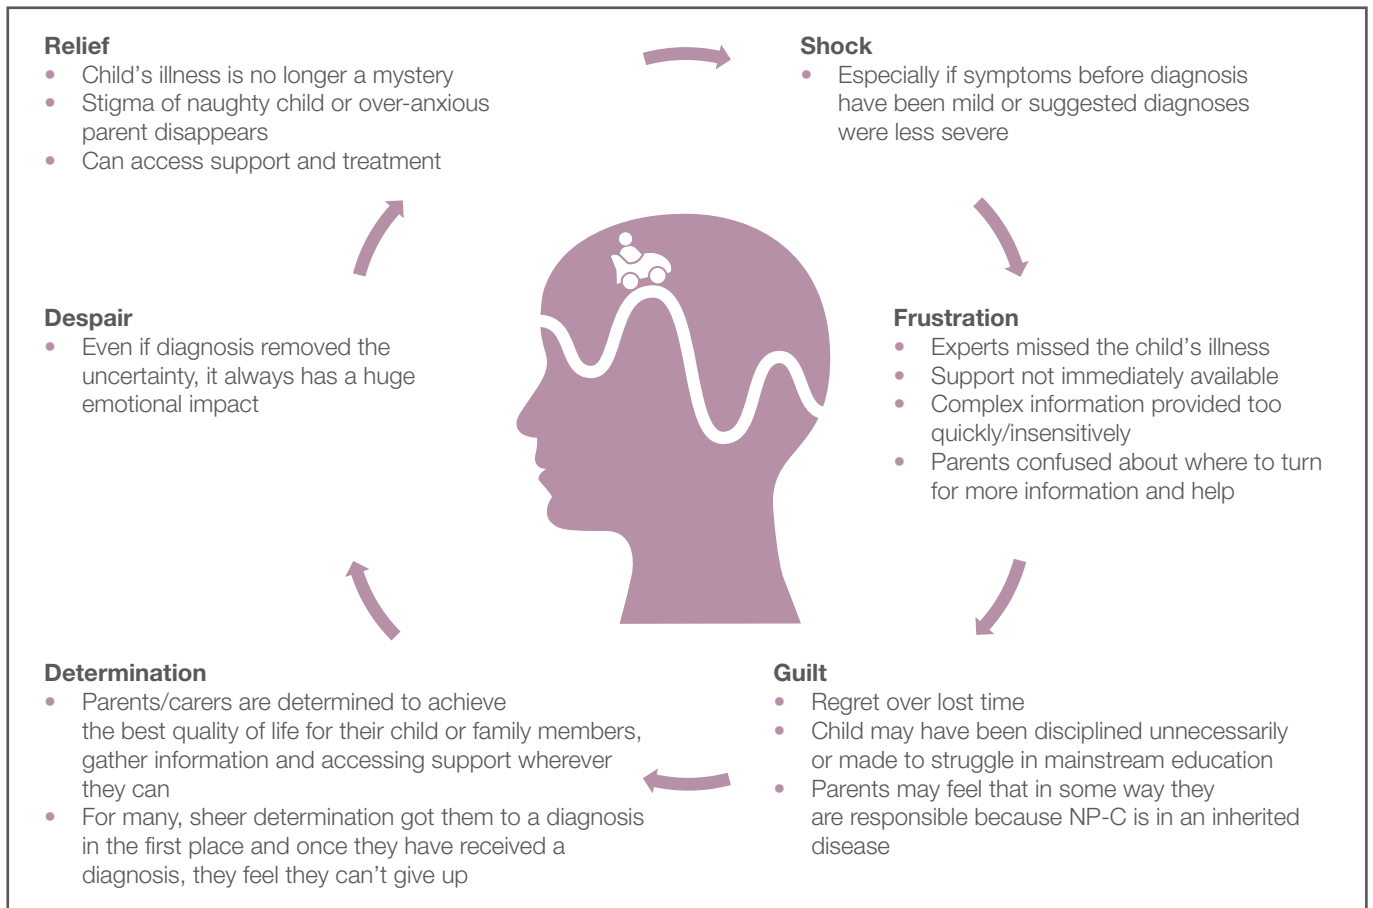 Relief
• Child’s illness is no longer a mystery
• Stigma of naughty child or over-anxious
parent disappears
• Can access support and treatment
Shock
• Especially if symptoms before diagnosis
have been mild or suggested diagnoses
were less severe
Frustration
• Experts missed the child’s illness
• Support not immediately available
• Complex information provided too
quickly/insensitively
• Parents confused about where to turn
for more information and help
Guilt
• Regret over lost time
• Child may have been disciplined unnecessarily
or made to struggle in mainstream education
• Parents may feel that in some way they
are responsible because NP-C is in an inherited
disease
Determination
• Parents/carers are determined to achieve
the best quality of life for their child or family members,
gather information and accessing support wherever
they can
• For many, sheer determination got them to a diagnosis
in the first place and once they have received a
diagnosis, they feel they can’t give up
Despair
• Even if diagnosis removed the
uncertainty, it always has a huge
emotional impact